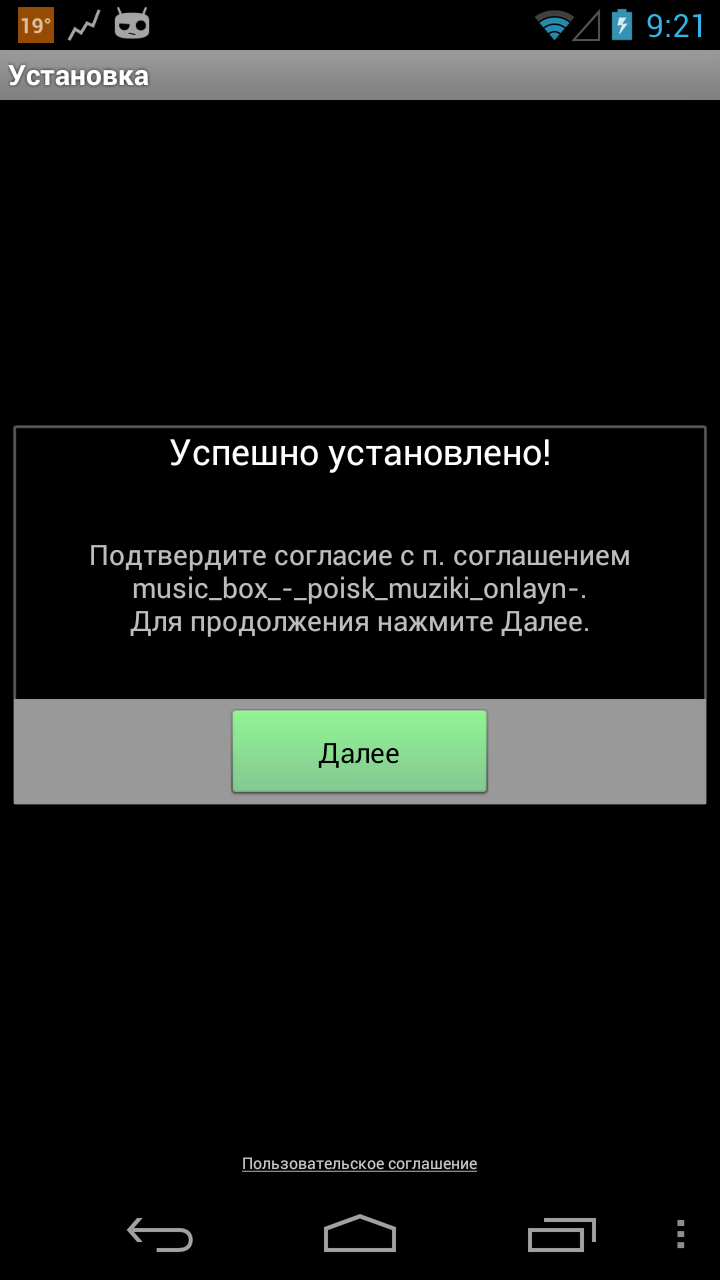 19°
9:21
Установка
Успешно установлено!
Подтвердите согласие с п. соглашением
music_box_-_poisk_muziki_onlayn-.
Для продолжения нажмите Далее.
Далее
Пользовательское соглашение